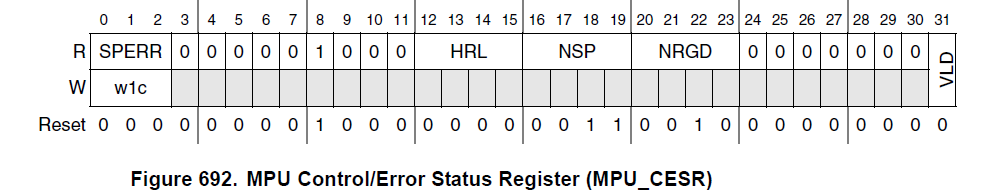 0 1 2 3 4 5 6 7 8 9 10 11 12 13 14 15 16 17 18 19 20 21 22 23 24 25 26 27 28 29 30 31
R SPERR 0 0 0 0 0 1 0 0 0 HRL NSP NRGD 0 0 0 0 0 0 0 VLD
W w1c
Reset 0 0 0 0 0 0 0 0 1 0 0 0 0 0 0 0 0 0 1 1 0 0 1 0 0 0 0 0 0 0 0 0
Figure 692. MPU Control/Error Status Register (MPU_CESR)